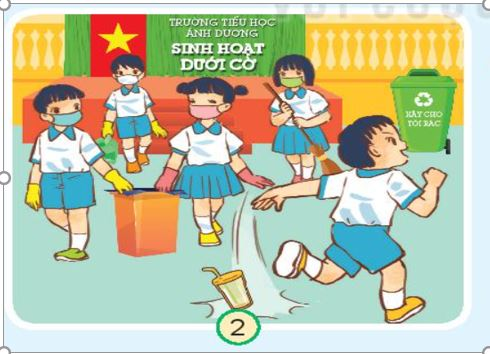 TRƯỜNG TIỂU HỌC
ÁNH DƯƠNG
SINH HOẠT
DƯỚI CỜ
HÃY CHO
TÔI RÁC
2